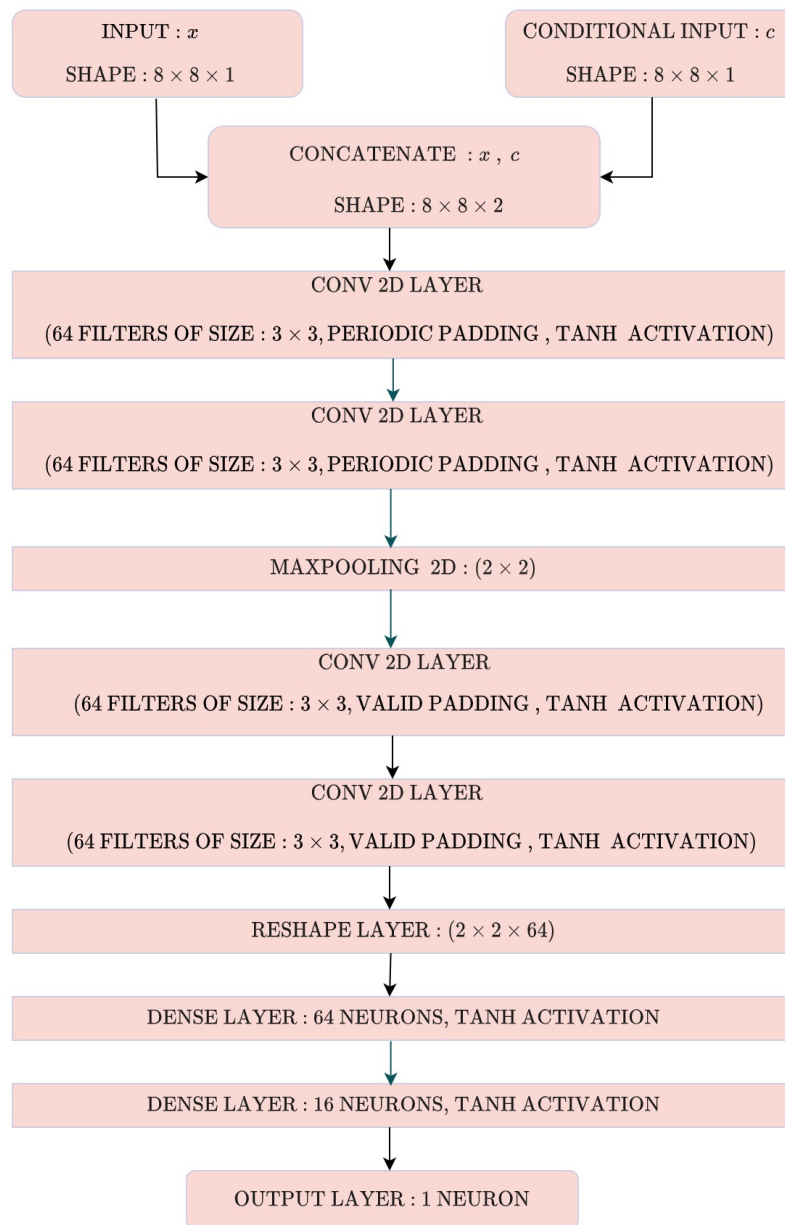 INPUT : x
SHAPE : 8 × 8 × 1
CONDITIONAL INPUT : c
SHAPE : 8 × 8 × 1
CONCATENATE : x , c
SHAPE : 8 × 8 × 2
CONV 2D LAYER
(64 FILTERS OF SIZE : 3 × 3, PERIODIC PADDING , TANH ACTIVATION)
CONV 2D LAYER
(64 FILTERS OF SIZE : 3 × 3, PERIODIC PADDING , TANH ACTIVATION)
MAXPOOLING 2D : (2 × 2)
CONV 2D LAYER
(64 FILTERS OF SIZE : 3 × 3, VALID PADDING , TANH ACTIVATION)
CONV 2D LAYER
(64 FILTERS OF SIZE : 3 × 3, VALID PADDING , TANH ACTIVATION)
RESHAPE LAYER : (2 × 2 × 64)
DENSE LAYER : 64 NEURONS, TANH ACTIVATION
DENSE LAYER : 16 NEURONS, TANH ACTIVATION
OUTPUT LAYER : 1 NEURON